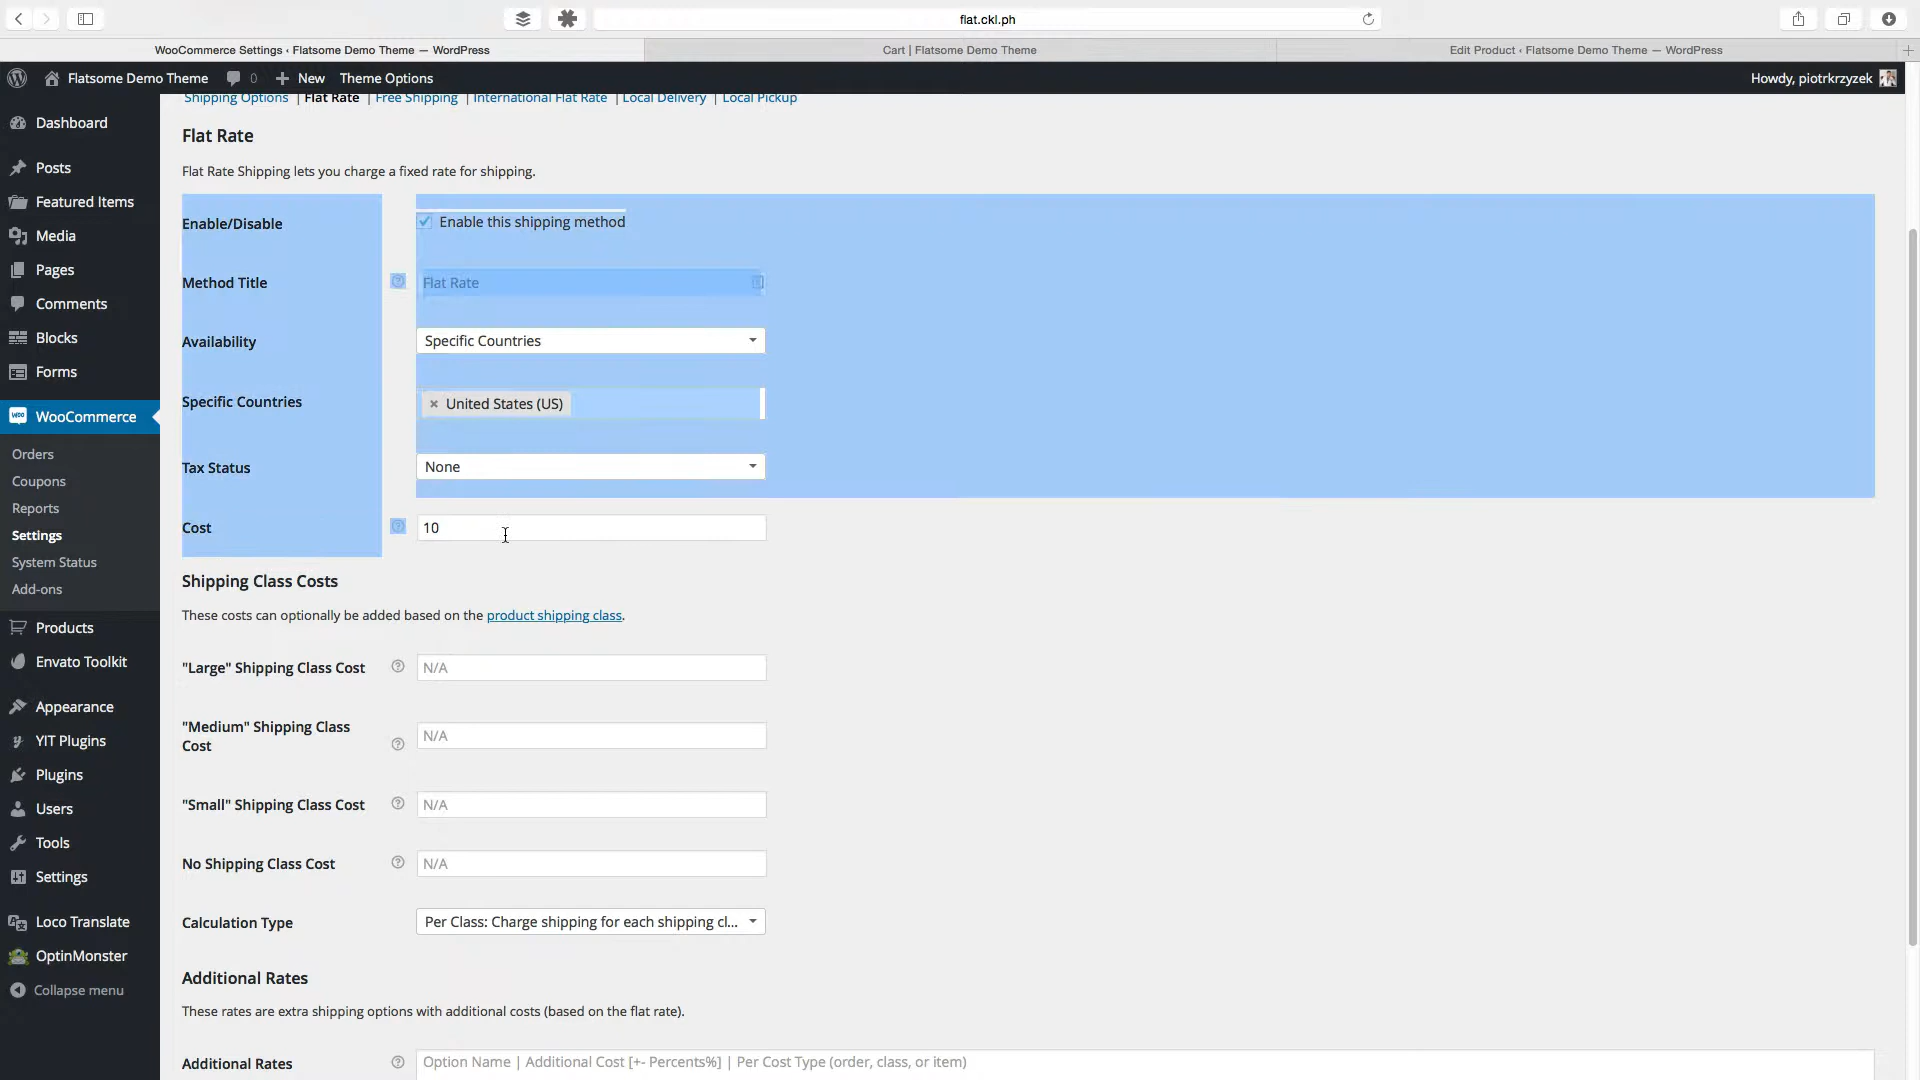 flat.ckl.ph
WooCommerce Settings ‹ Flatsome Demo Theme — WordPress
Cart | Flatsome Demo Theme
Edit Product ‹ Flatsome Demo Theme — WordPress
Flatsome Demo Theme
0
New
Theme Options
Howdy, piotrkrzyzek
Shipping Options | Flat Rate | Free Shipping | International Flat Rate | Local Delivery | Local Pickup
Dashboard
Posts
Featured Items
Media
Pages
Comments
Blocks
Forms
WooCommerce
Orders
Coupons
Reports
Settings
System Status
Add-ons
Products
Envato Toolkit
Appearance
YIT Plugins
Plugins
Users
Tools
Settings
Loco Translate
OptinMonster
Collapse menu
Flat Rate
Flat Rate Shipping lets you charge a fixed rate for shipping.
Enable/Disable
Enable this shipping method
Method Title
Flat Rate
Availability
Specific Countries
Specific Countries
× United States (US)
Tax Status
None
Cost
10
Shipping Class Costs
These costs can optionally be added based on the product shipping class.
"Large" Shipping Class Cost
N/A
"Medium" Shipping Class
Cost
N/A
"Small" Shipping Class Cost
N/A
No Shipping Class Cost
N/A
Calculation Type
Per Class: Charge shipping for each shipping cl...
Additional Rates
These rates are extra shipping options with additional costs (based on the flat rate).
Additional Rates
Option Name | Additional Cost [+- Percents%] | Per Cost Type (order, class, or item)